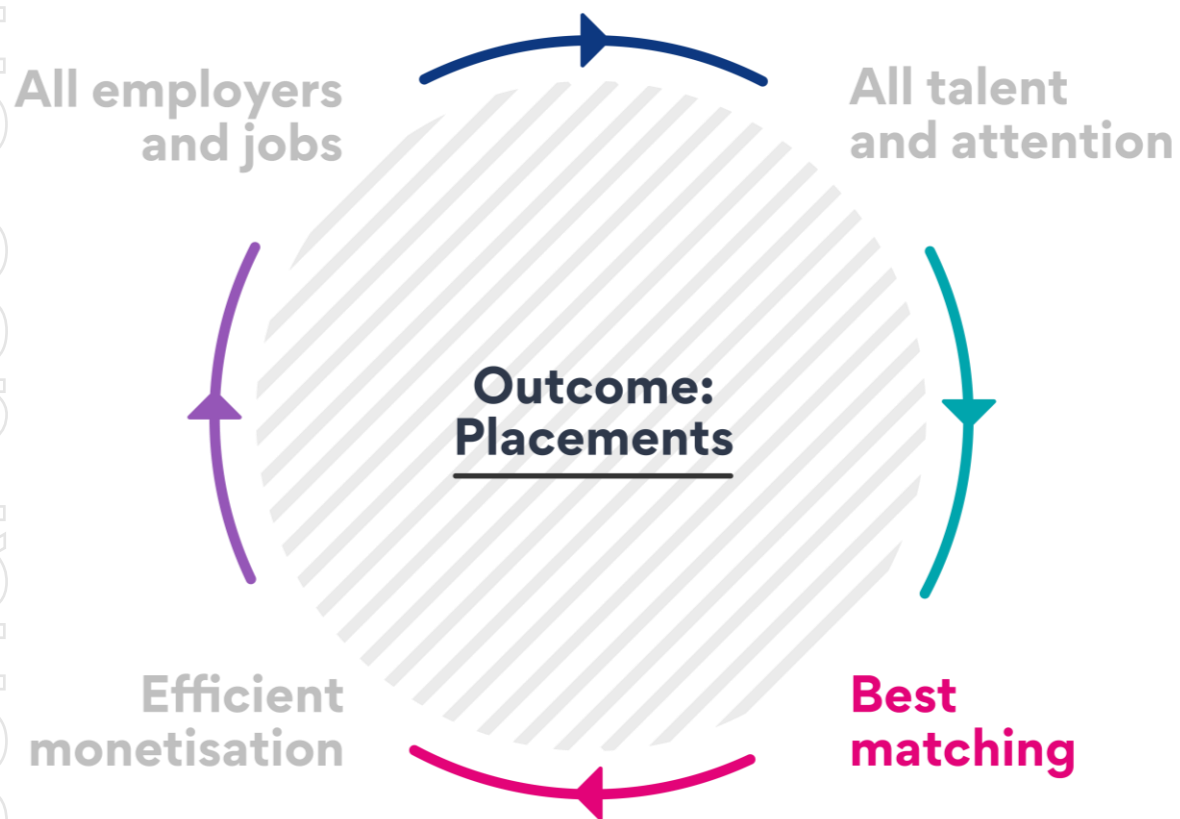 All employers
and jobs
All talent
and attention
Outcome:
Placements
Efficient
monetisation
Best
matching